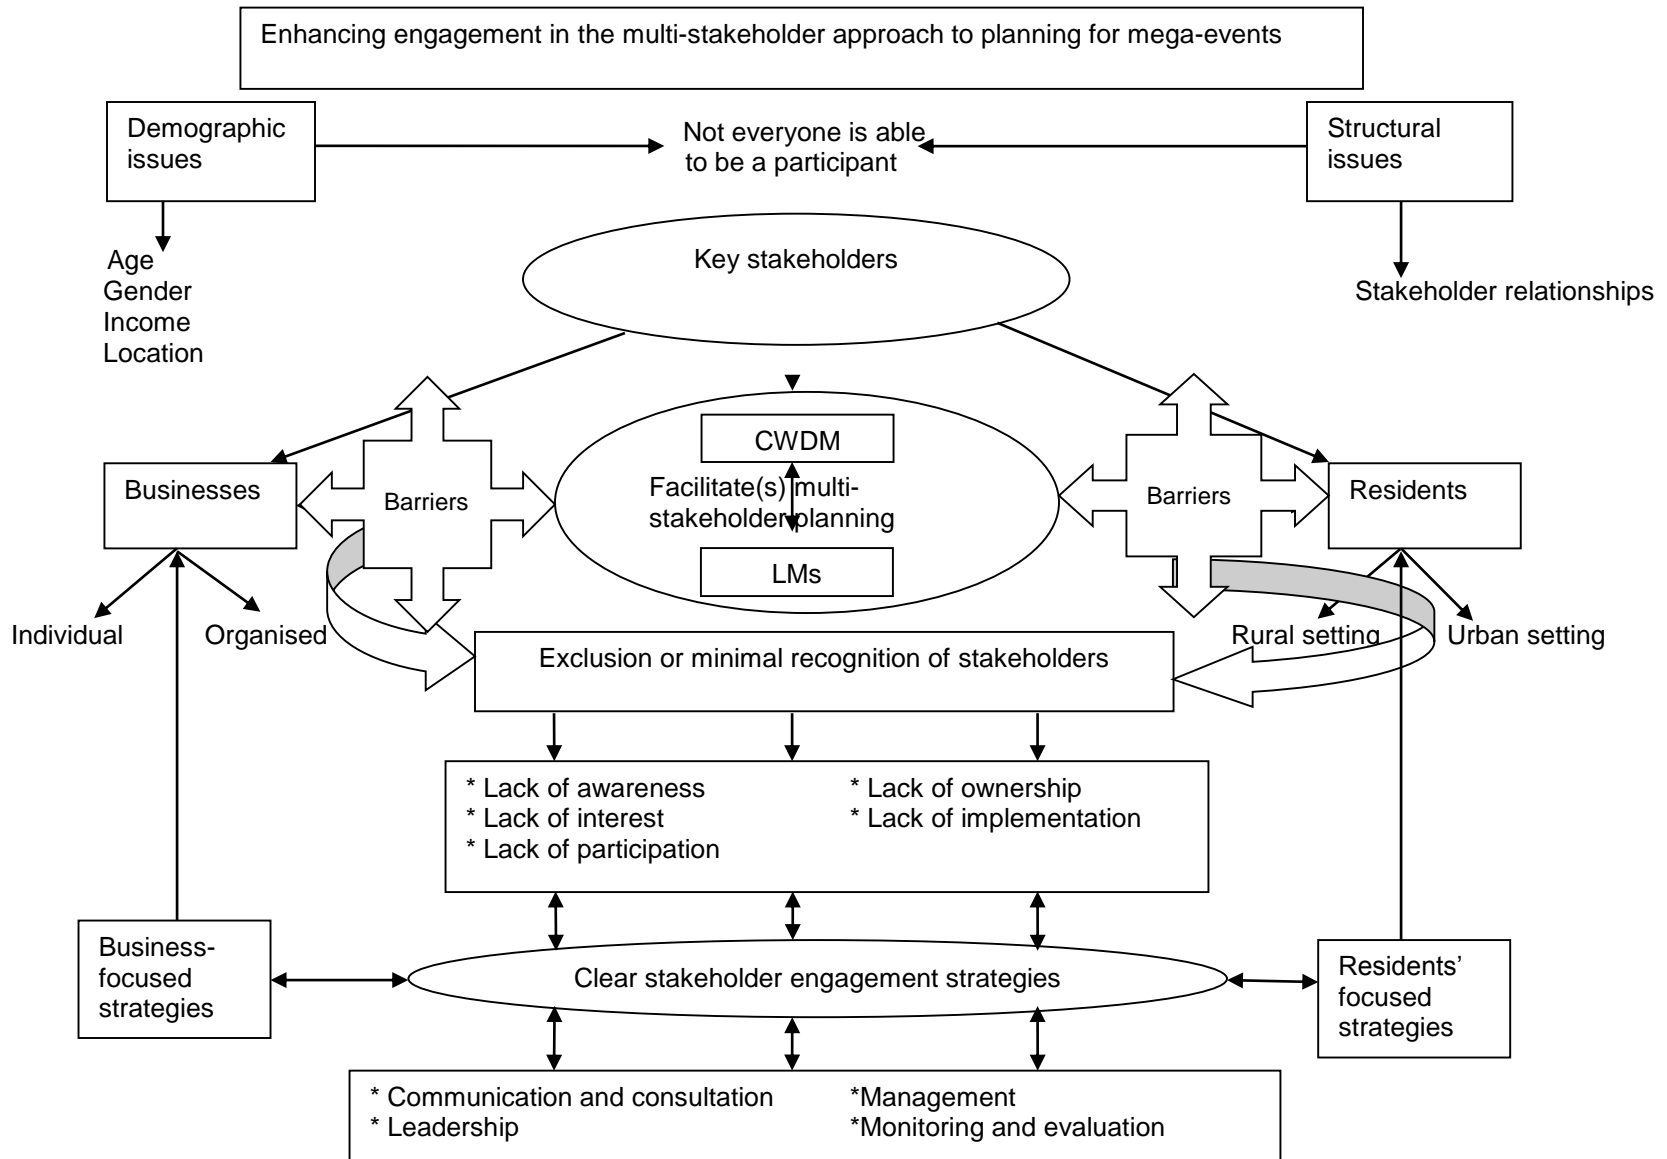 Enhancing engagement in the multi-stakeholder approach to planning for mega-events
Demographic
issues
Not everyone is able
to be a participant
Structural
issues
Age
Gender
Income
Location
Key stakeholders
Stakeholder relationships
Businesses
Barriers
CWDM
Facilitate(s) multi-
stakeholder planning
LMs
Barriers
Residents
Individual
Organised
Rural setting
Urban setting
Exclusion or minimal recognition of stakeholders
* Lack of awareness
* Lack of interest
* Lack of participation
* Lack of ownership
* Lack of implementation
Business-
focused
strategies
Clear stakeholder engagement strategies
Residents’
focused
strategies
* Communication and consultation
* Leadership
*Management
*Monitoring and evaluation